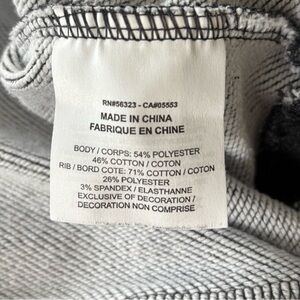 RN#56323 - CA#05553
MADE IN CHINA
FABRIQUE EN CHINE
BODY / CORPS: 54% POLYESTER
46% COTTON / COTON
RIB / BORD COTE: 71% COTTON / COTON
26% POLYESTER
3% SPANDEX / ELASTHANNE
EXCLUSIVE OF DECORATION /
DECORATION NON COMPRISE